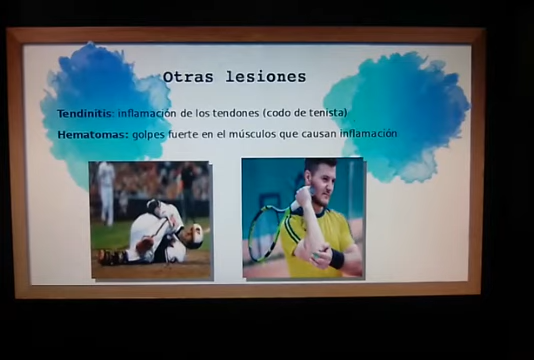 Otras lesiones
Tendinitis: inflamación de los tendones (codo de tenista)
Hematomas: golpes fuerte en el músculos que causan inflamación